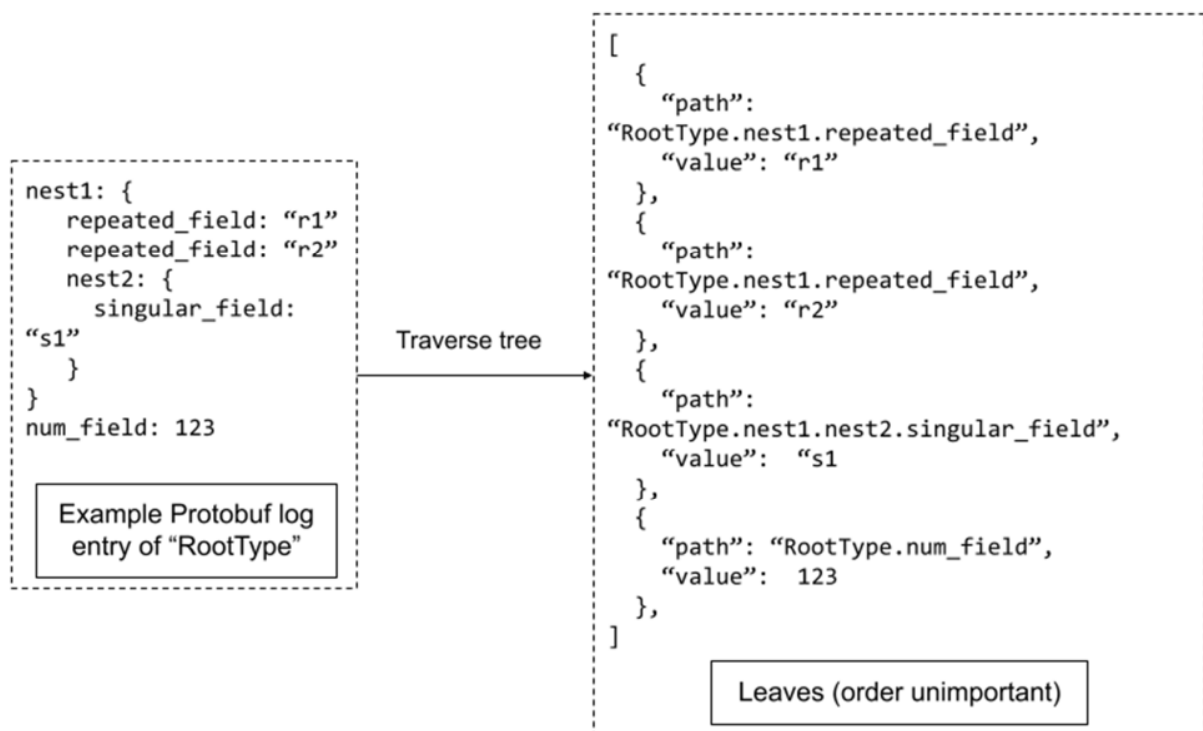 nest1: {
repeated_field: “r1”
repeated_field: “r2”
nest2: {
singular_field:
“s1”
}
}
num_field: 123
Example Protobuf log
entry of “RootType”
Traverse tree
[
{
“path”:
“RootType.nest1.repeated_field”,
“value”: “r1”
},
{
“path”:
“RootType.nest1.repeated_field”,
“value”: “r2”
},
{
“path”:
“RootType.nest1.nest2.singular_field”,
“value”: “s1
},
{
“path”: “RootType.num_field”,
“value”: 123
},
]
Leaves (order unimportant)